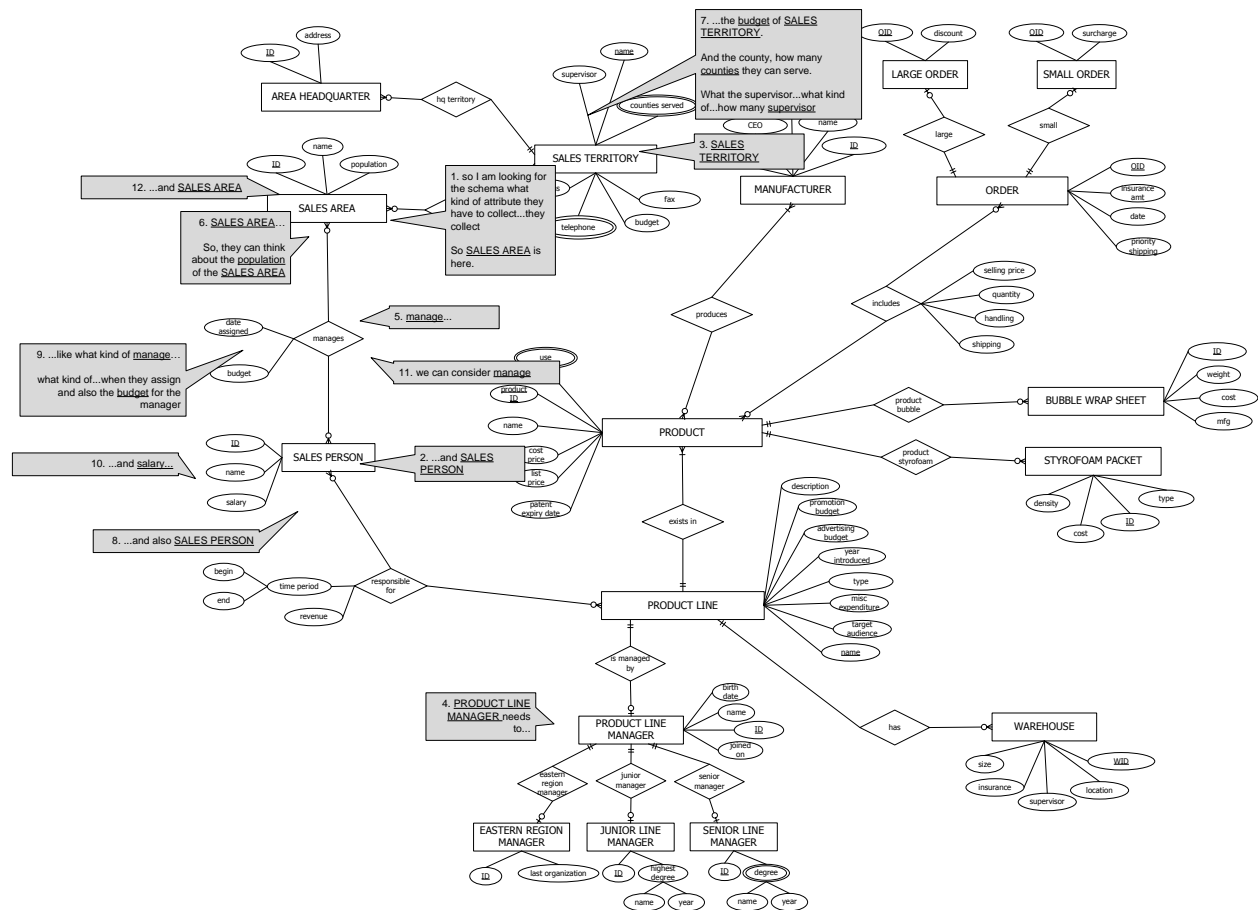 address
ID
AREA HEADQUARTER
hq territory
supervisor
name
counties served
SALES TERRITORY
telephone
fax
budget
7. ...the budget of SALES
TERRITORY.
And the county, how many
counties they can serve.
What the supervisor...what kind
of...how many supervisor
3. SALES
TERRITORY
CEO
name
ID
MANUFACTURER
OID
discount
LARGE ORDER
large
OID
surcharge
SMALL ORDER
small
ORDER
OID
insurance
amt
date
priority
shipping
name
ID
population
SALES AREA
12. ...and SALES AREA
6. SALES AREA...
So, they can think
about the population
of the SALES AREA
1. so I am looking for
the schema what
kind of attribute they
have to collect...they
collect
So SALES AREA is
here.
produces
includes
selling price
quantity
handling
shipping
date
assigned
manages
budget
5. manage...
9. ...like what kind of manage...
what kind of...when they assign
and also the budget for the
manager
11. we can consider manage
use
product
ID
name
cost
price
list
price
patent
expiry date
PRODUCT
product
bubble
BUBBLE WRAP SHEET
ID
weight
cost
mfg
product
styrofoam
STYROFOAM PACKET
density
cost
ID
type
ID
name
salary
SALES PERSON
2. ...and SALES
PERSON
10. ...and salary...
8. ...and also SALES PERSON
exists in
description
promotion
budget
advertising
budget
year
introduced
type
misc
expenditure
target
audience
name
begin
end
time period
revenue
responsible
for
PRODUCT LINE
is managed
by
4. PRODUCT LINE
MANAGER needs
to...
PRODUCT LINE
MANAGER
birth
date
name
ID
joined
on
has
WAREHOUSE
size
insurance
supervisor
location
WID
eastern
region
manager
junior
manager
senior
manager
EASTERN REGION
MANAGER
JUNIOR LINE
MANAGER
SENIOR LINE
MANAGER
ID
last organization
ID
highest
degree
name
year
ID
degree
name
year